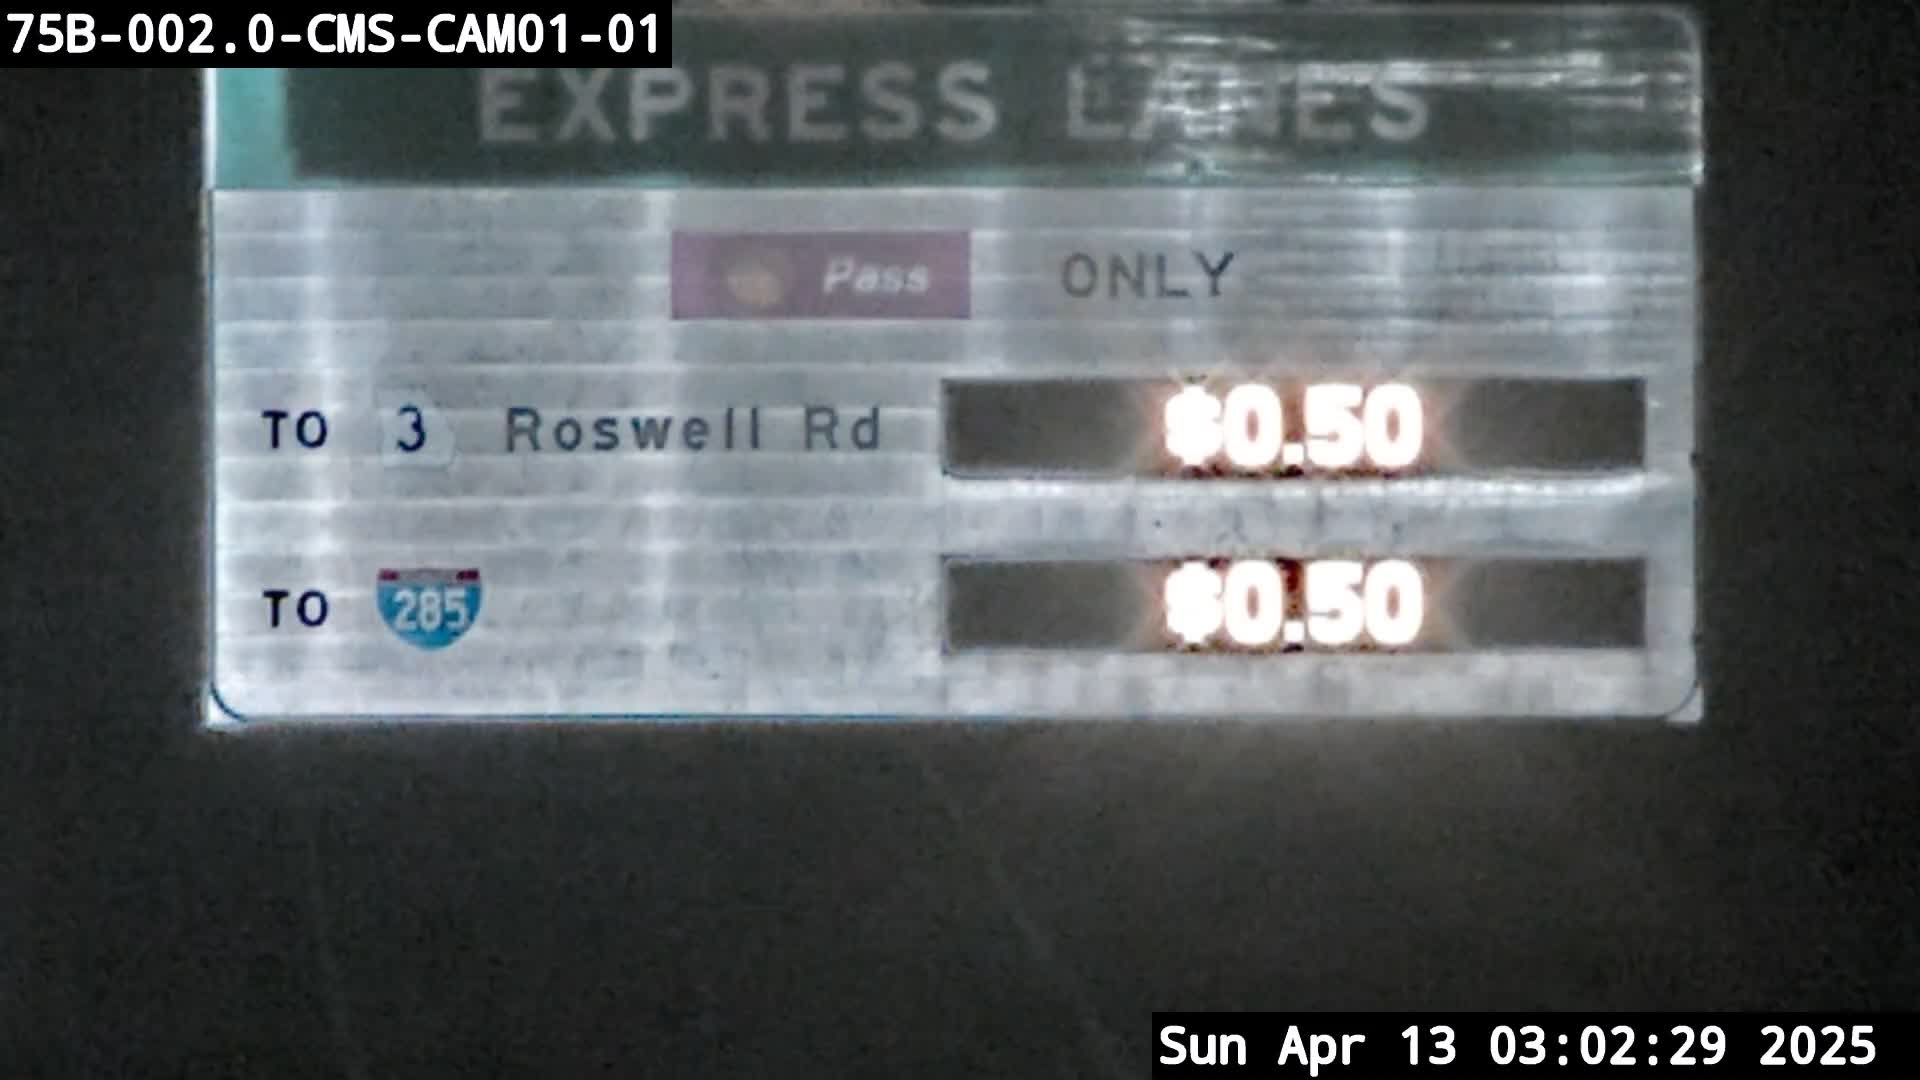 75B-002.0-CMS-CAM01-01
EXPRESS LANES
Pass ONLY
TO 3 Roswell Rd $0.50
TO 285 $0.50
Sun Apr 13 03:02:29 2025